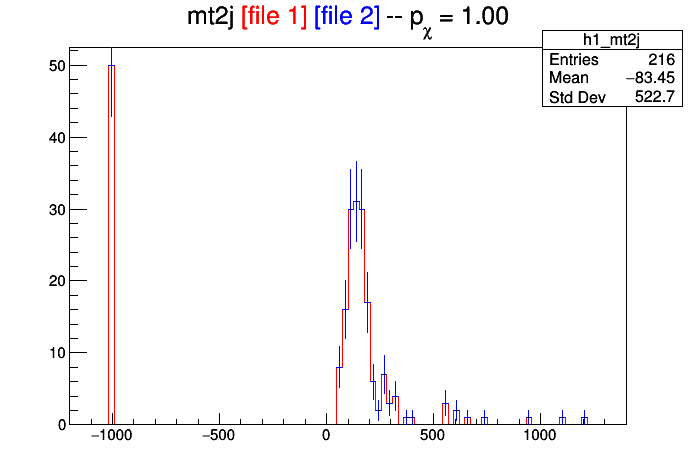 mt2j [file 1] [file 2] -- pχ = 1.00
h1_mt2j
Entries 216
Mean −83.45
Std Dev 522.7
50
40
30
20
10
0
−1000 −500 0 500 1000